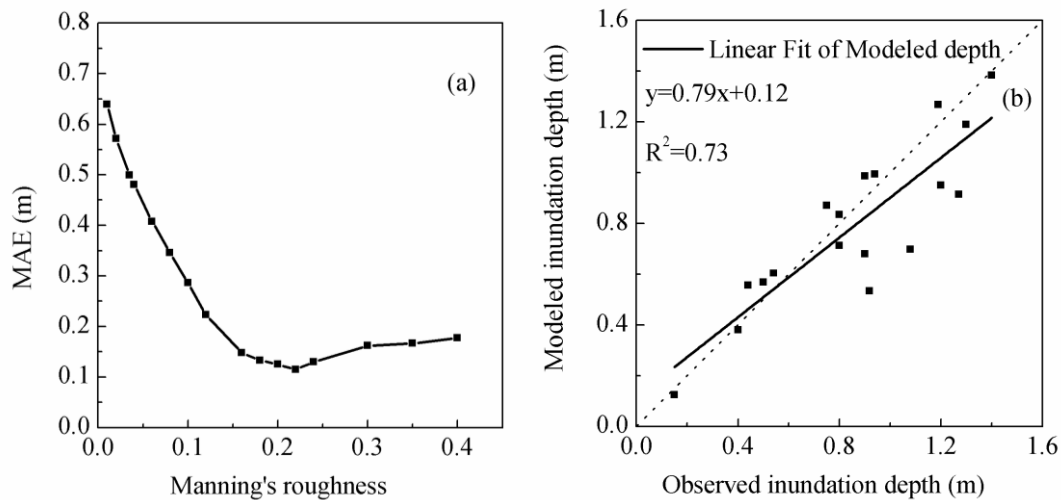 0.8
0.7
0.6
0.5
0.4
0.3
0.2
0.1
0.0
MAE (m)
(a)
0.0
0.1
0.2
0.3
0.4
Manning's roughness
1.6
1.2
0.8
0.4
0.0
Modeled inundation depth (m)
Linear Fit of Modeled depth
y=0.79x+0.12
R²=0.73
(b)
0.0
0.4
0.8
1.2
1.6
Observed inundation depth (m)